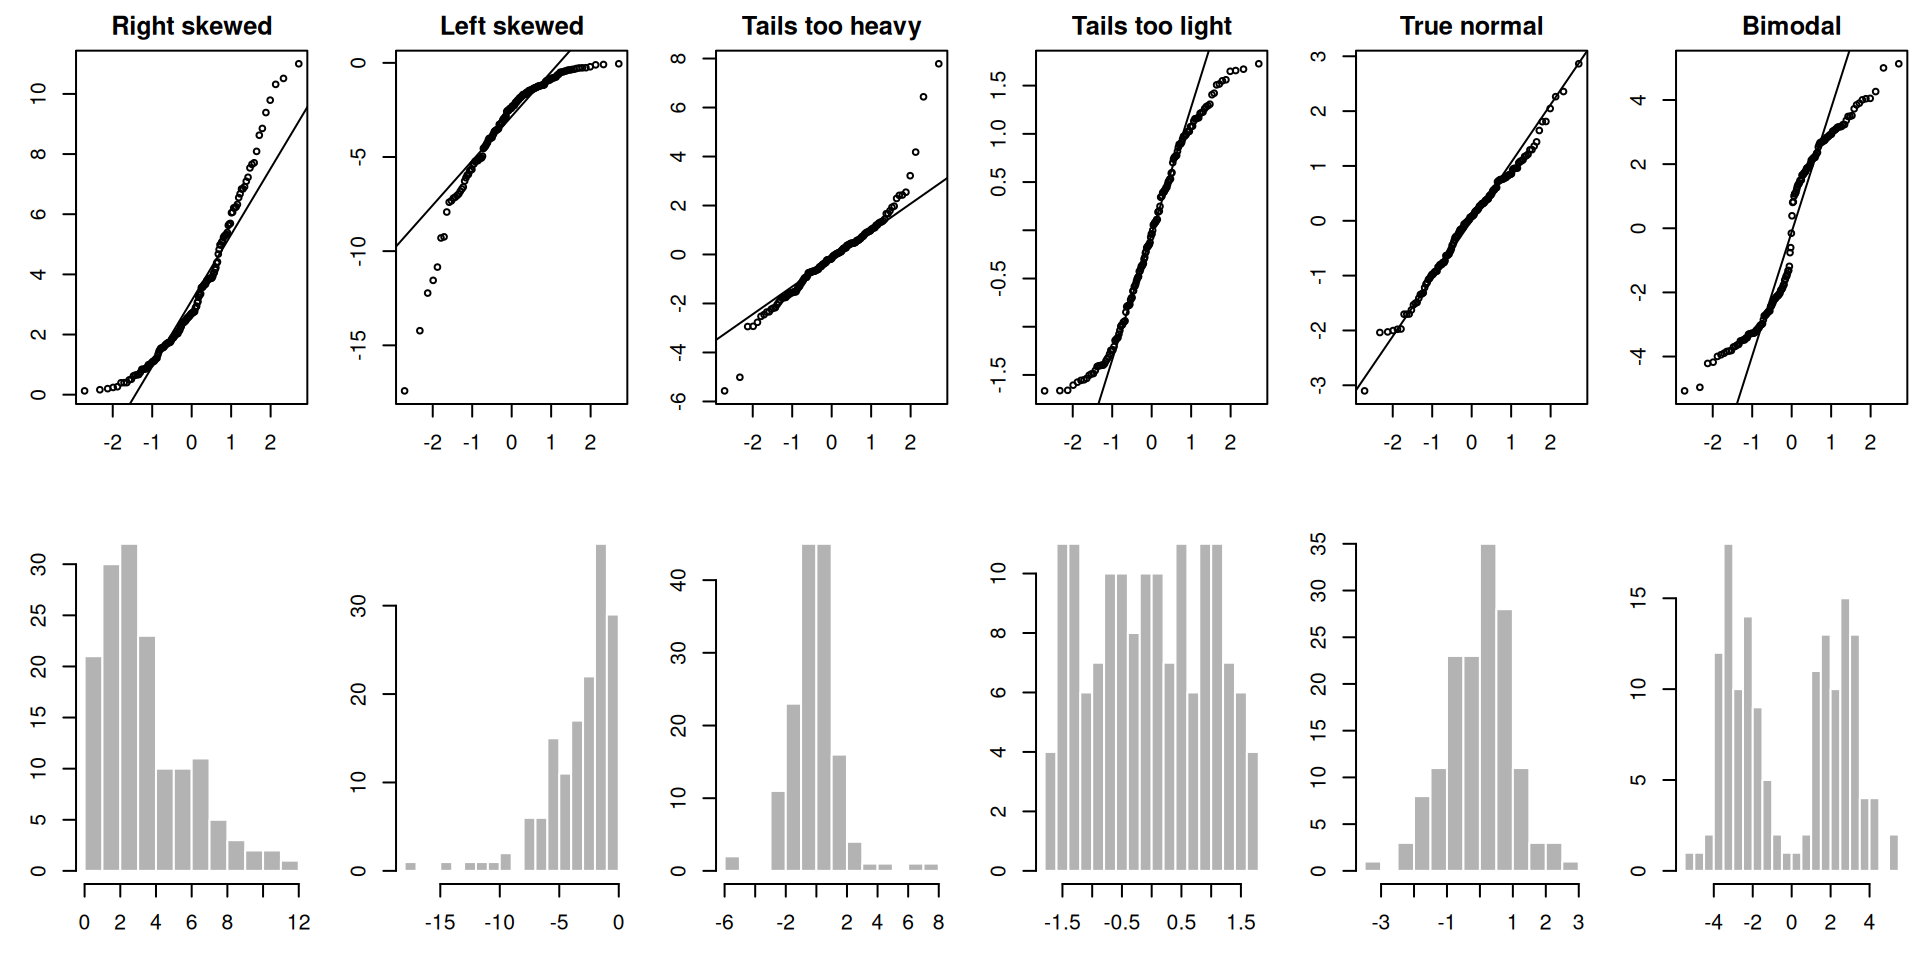 Right skewed
Left skewed
Tails too heavy
Tails too light
True normal
Bimodal
0 2 4 6 8 10
-2 -1 0 1 2
-15 -10 -5 0
-2 -1 0 1 2
-6 -4 -2 0 2 4 6 8
-2 -1 0 1 2
-1.5 -0.5 0.5 1.0 1.5
-2 -1 0 1 2
-3 -2 -1 0 1 2 3
-2 -1 0 1 2
-4 -2 0 2 4
-2 -1 0 1 2
0 5 10 15 20 25 30
0 2 4 6 8 12
0 10 20 30
-15 -10 -5 0
0 10 20 30 40
-6 -2 2 4 6 8
0 2 4 6 8 10
-1.5 -0.5 0.5 1.5
0 5 10 15 20 25 30 35
-3 -1 1 2 3
0 5 10 15
-4 -2 0 2 4